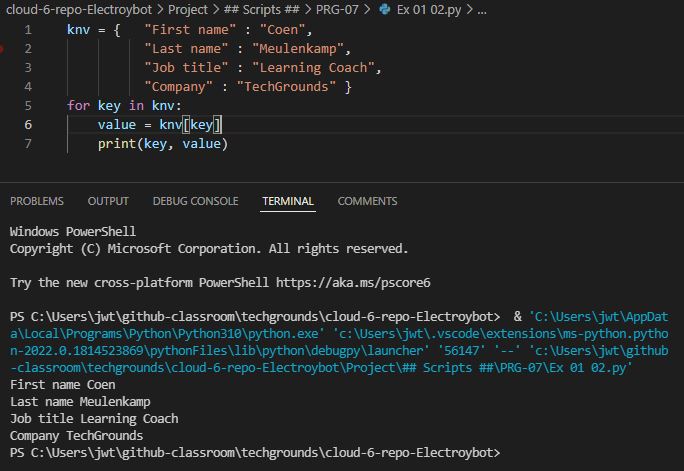 cloud-6-repo-Electroybot > Project > ## Scripts ## > PRG-07 > Ex 01 02.py > ...
1 knv = { "First name" : "Coen",
2 "Last name" : "Meulenkamp",
3 "Job title" : "Learning Coach",
4 "Company" : "TechGrounds" }
5 for key in knv:
6 value = knv[key]
7 print(key, value)
PROBLEMS OUTPUT DEBUG CONSOLE TERMINAL COMMENTS
Windows PowerShell
Copyright (C) Microsoft Corporation. All rights reserved.
Try the new cross-platform PowerShell https://aka.ms/pscore6
PS C:\Users\jwt\github-classroom\techgrounds\cloud-6-repo-Electroybot> & 'C:\Users\jwt\AppDat
a\Local\Programs\Python\Python310\python.exe' 'c:\Users\jwt\.vscode\extensions\ms-python.pytho
n-2022.0.1814523869\pythonFiles\lib\python\debugpy\launcher' '56147' '--' 'c:\Users\jwt\github
-classroom\techgrounds\cloud-6-repo-Electroybot\Project\## Scripts ##\PRG-07\Ex 01 02.py'
First name Coen
Last name Meulenkamp
Job title Learning Coach
Company TechGrounds
PS C:\Users\jwt\github-classroom\techgrounds\cloud-6-repo-Electroybot>